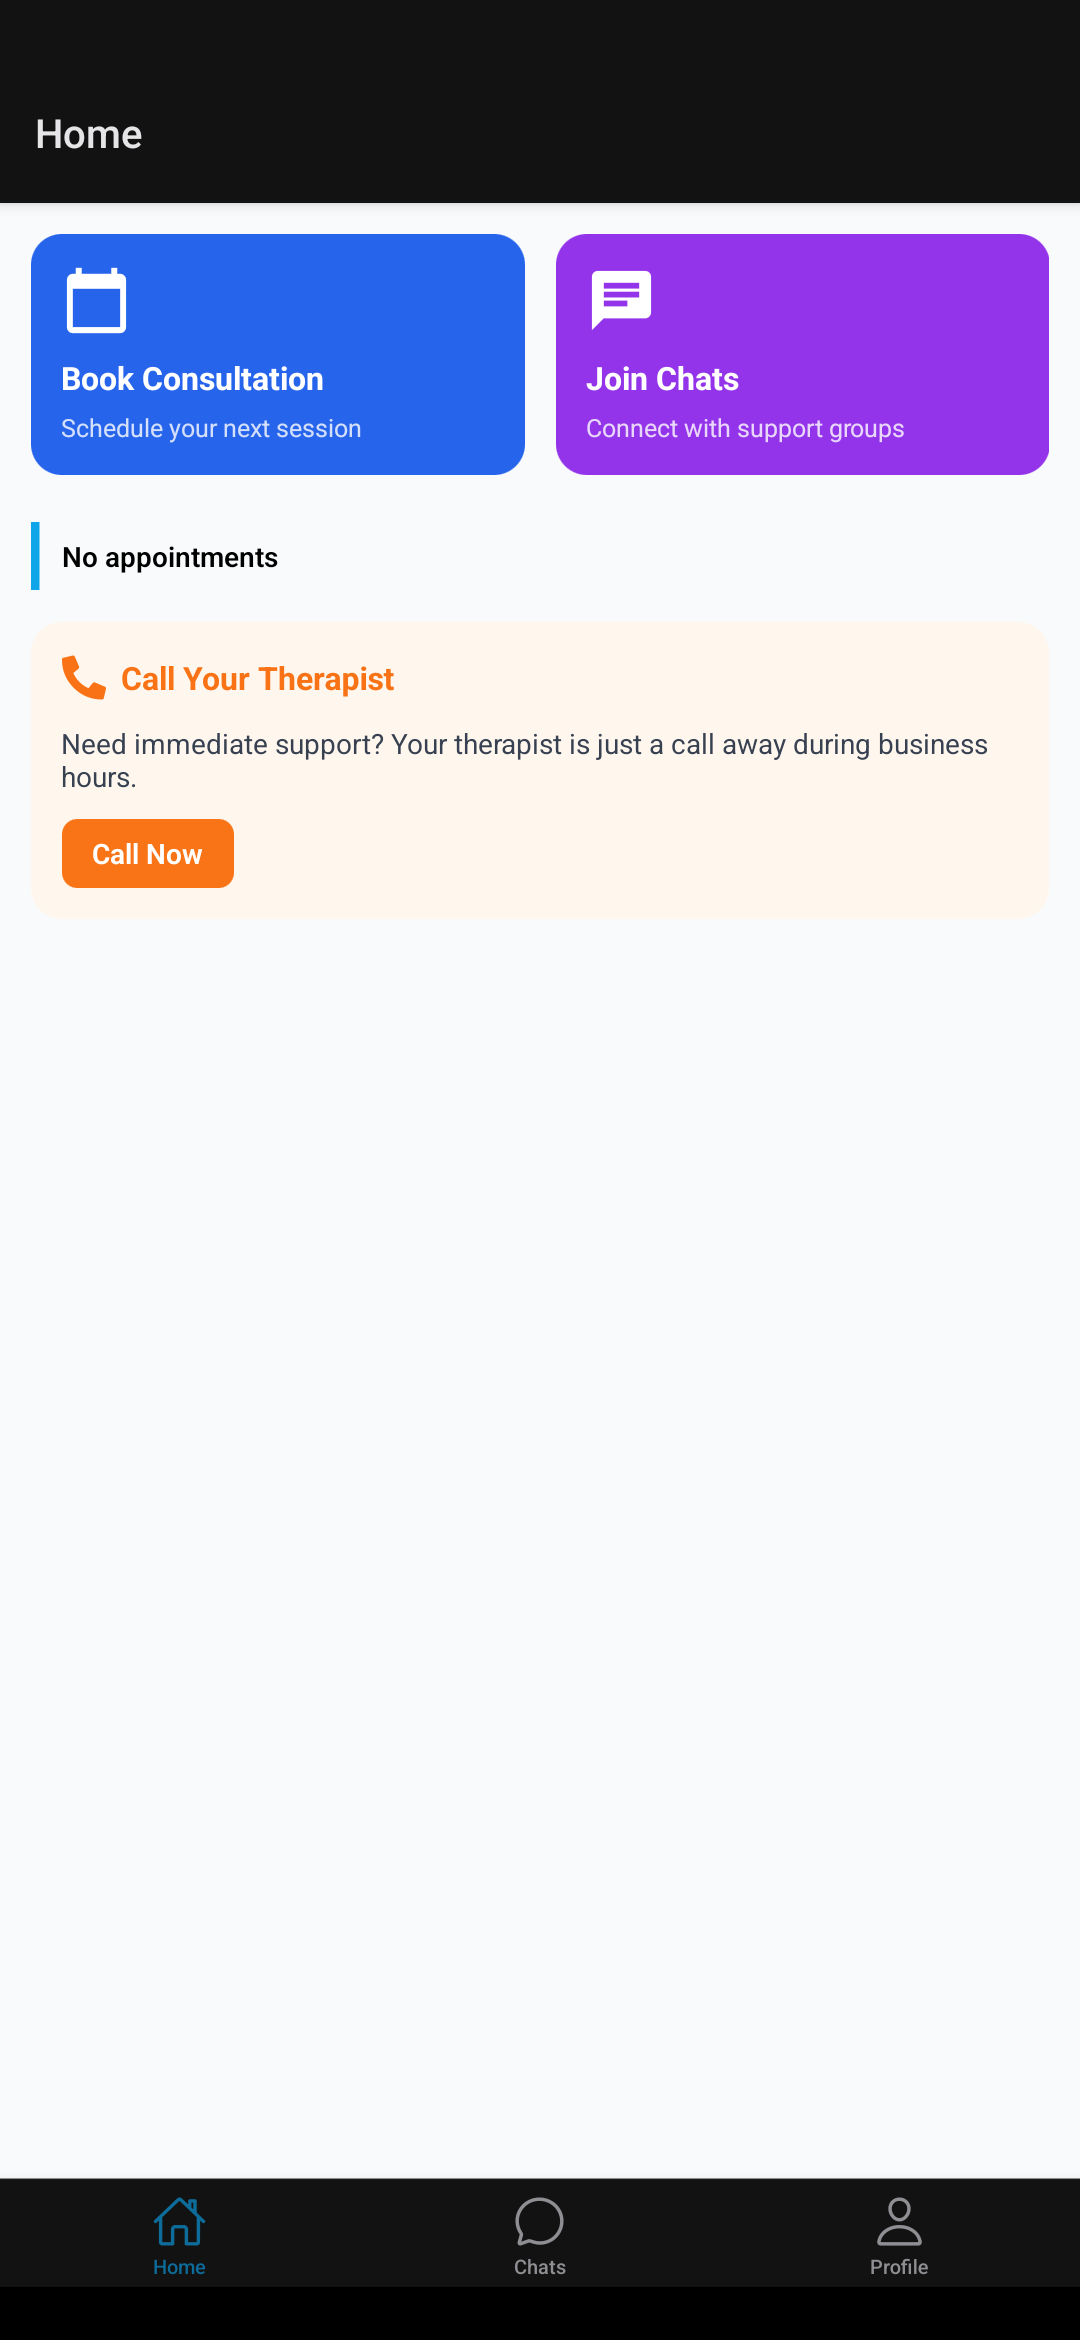 Home
Book Consultation
Schedule your next session
Join Chats
Connect with support groups
No appointments
Call Your Therapist
Need immediate support? Your therapist is just a call away during business
hours.
Call Now
Home
Chats
Profile